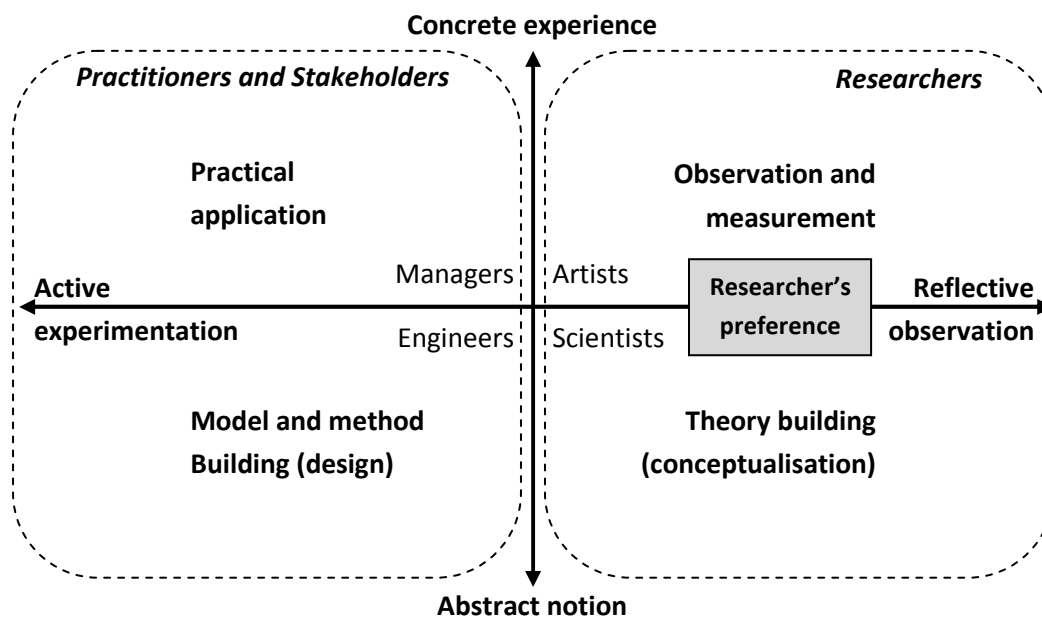 Concrete experience
Practitioners and Stakeholders
Researchers
Practical
application
Observation and
measurement
Managers
Artists
Active
experimentation
Researcher’s
preference
Reflective
observation
Engineers
Scientists
Model and method
Building (design)
Theory building
(conceptualisation)
Abstract notion